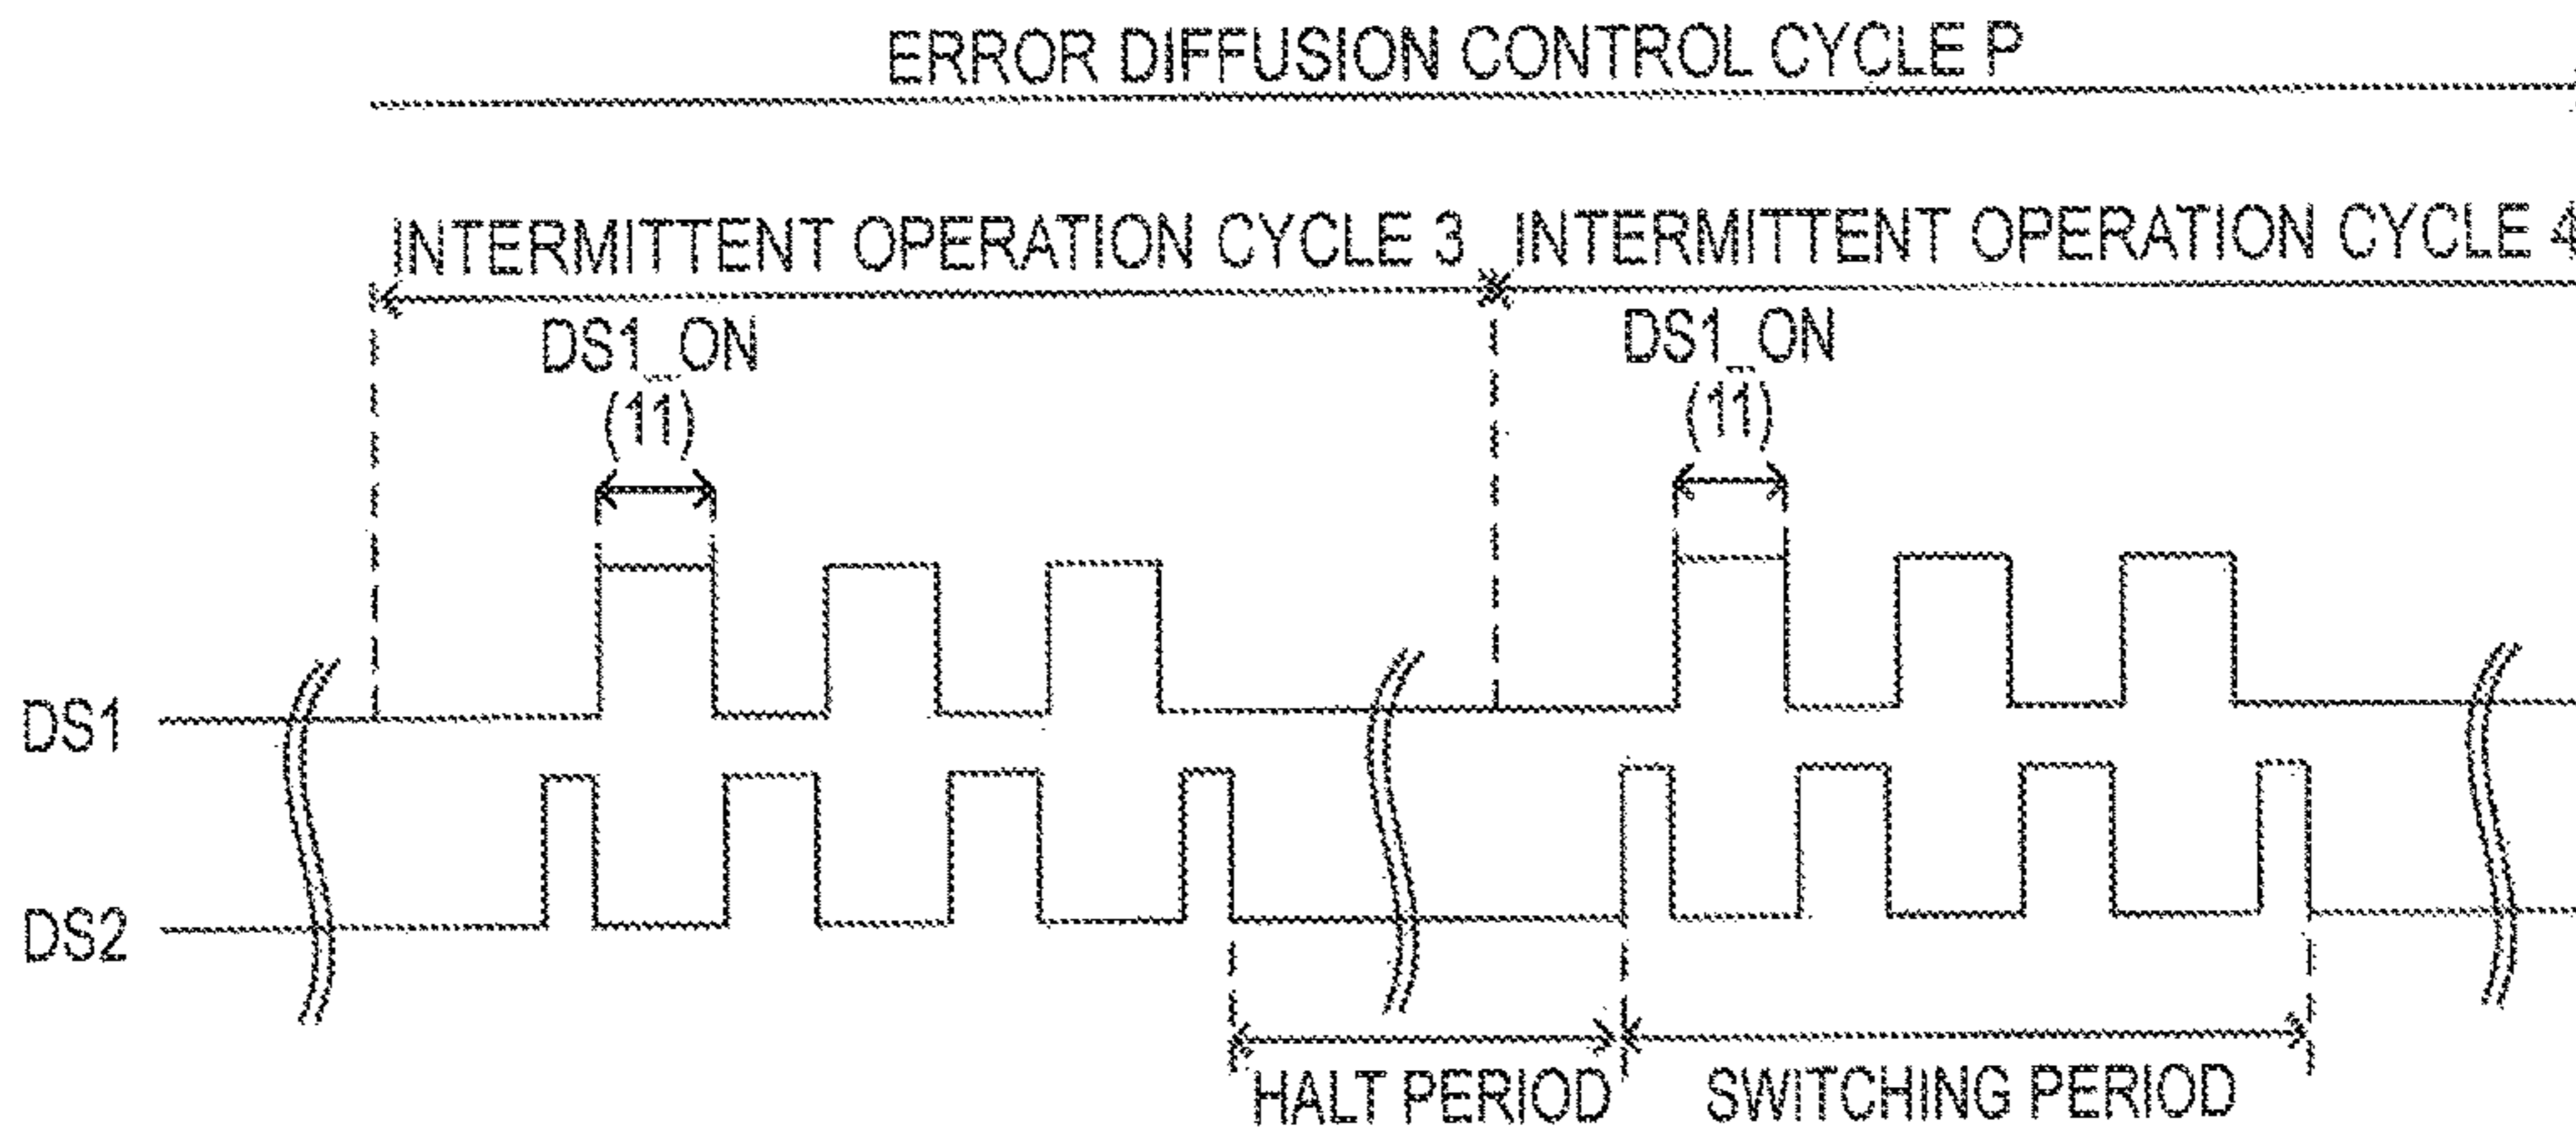 ERROR DIFFUSION CONTROL CYCLE P
INTERMITTENT OPERATION CYCLE 3
INTERMITTENT OPERATION CYCLE 4
DS1_ON
(11)
DS1_ON
(11)
DS1
DS2
HALT PERIOD
SWITCHING PERIOD